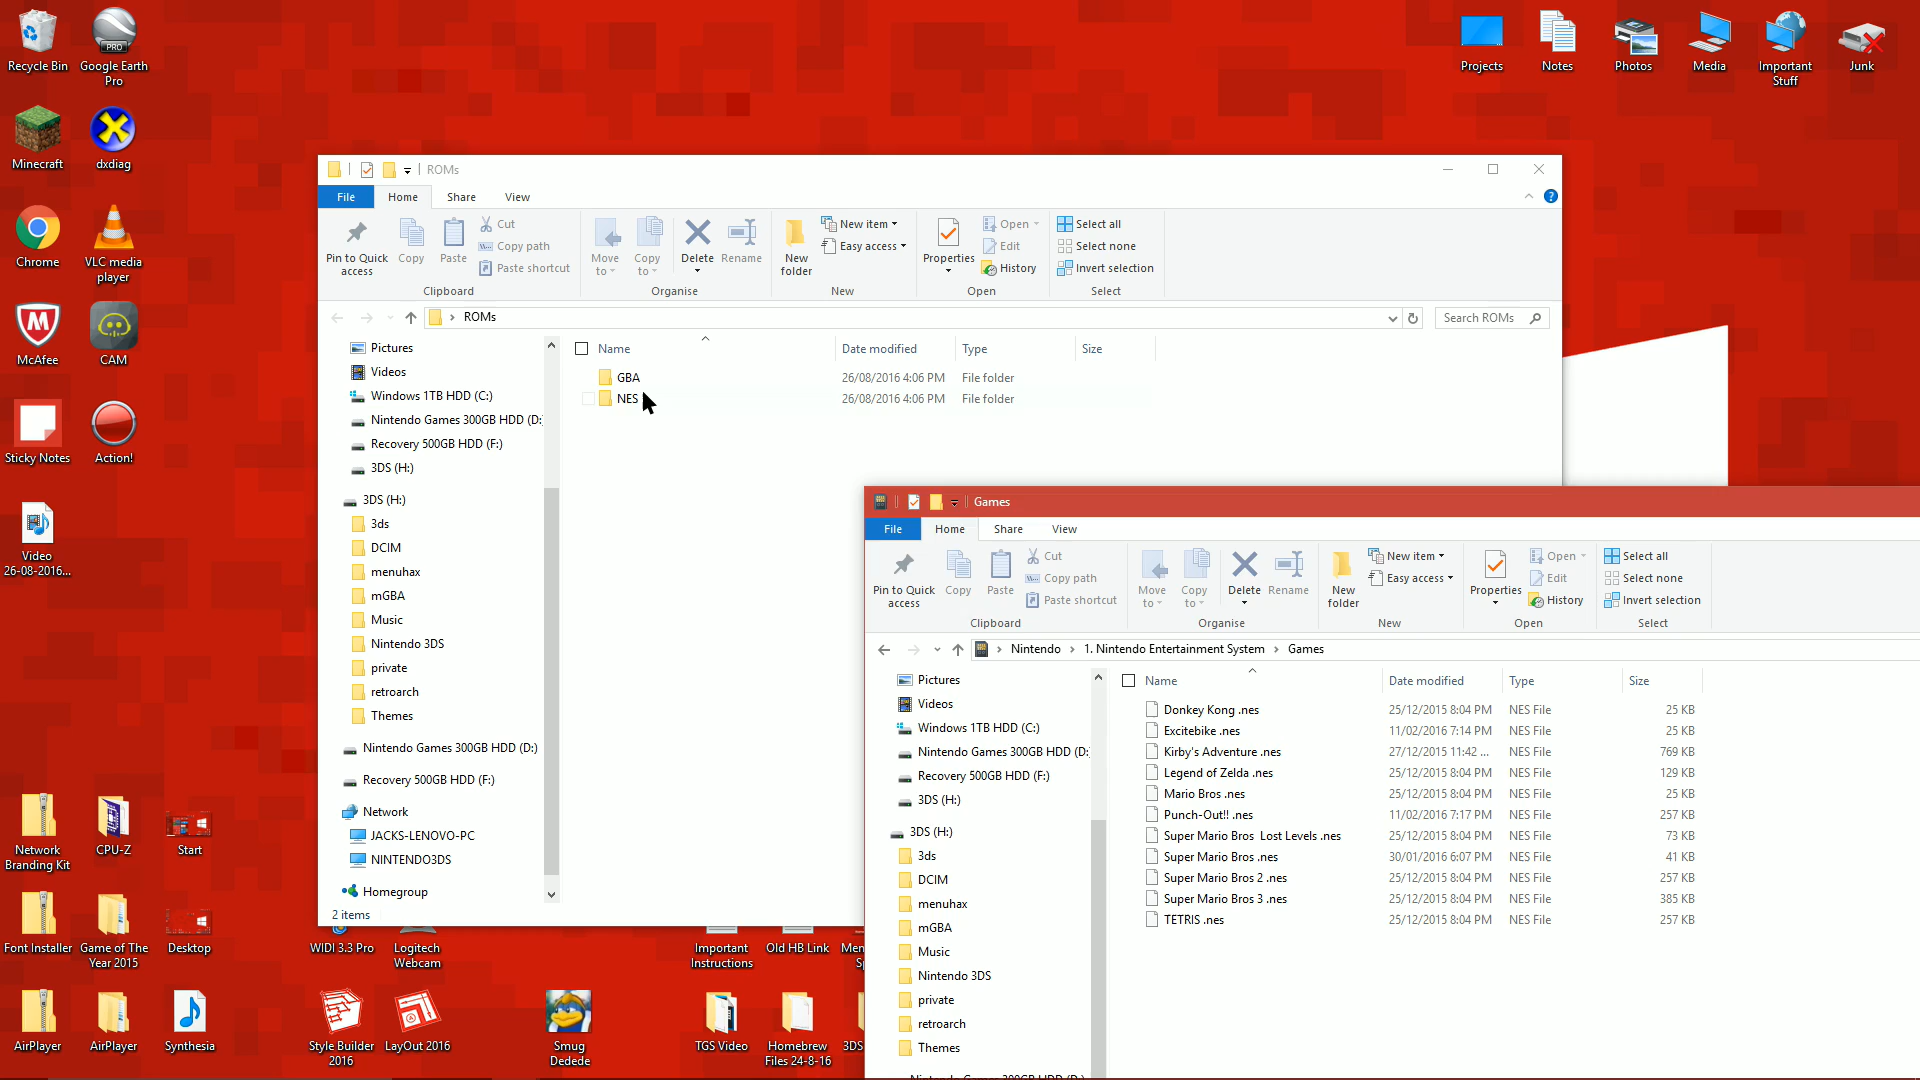 Recycle Bin
Google Earth
Pro
Projects
Notes
Photos
Media
Important
Stuff
Junk
Minecraft
dxdiag
Chrome
VLC media
player
McAfee
CAM
Sticky Notes
Action!
Video
26-08-2016...
Network
Branding Kit
CPU-Z
Start
Font Installer
Game of The
Year 2015
Desktop
AirPlayer
AirPlayer
Synthesia
WIDI 3.3 Pro
Logitech
Webcam
Important
Instructions
Old HB Link
Style Builder
2016
LayOut 2016
Smug
Dedede
TGS Video
Homebrew
Files 24-8-16
ROMs
File Home Share View
Pin to Quick
access
Copy
Paste
Cut
Copy path
Paste shortcut
Clipboard
Move
to
Copy
to
Delete
Rename
Organise
New
folder
New item
Easy access
New
Properties
Open
Edit
History
Open
Select all
Select none
Invert selection
Select
ROMs
Search ROMs
Pictures
Videos
Windows 1TB HDD (C:)
Nintendo Games 300GB HDD (D:
Recovery 500GB HDD (F:)
3DS (H:)
3DS (H:)
3ds
DCIM
menuhax
mGBA
Music
Nintendo 3DS
private
retroarch
Themes
Nintendo Games 300GB HDD (D:)
Recovery 500GB HDD (F:)
Network
JACKS-LENOVO-PC
NINTENDO3DS
Homegroup
2 items
Name Date modified Type Size
GBA 26/08/2016 4:06 PM File folder
NES 26/08/2016 4:06 PM File folder
Games
File Home Share View
Pin to Quick
access
Copy
Paste
Cut
Copy path
Paste shortcut
Clipboard
Move
to
Copy
to
Delete
Rename
Organise
New
folder
New item
Easy access
New
Properties
Open
Edit
History
Open
Select all
Select none
Invert selection
Select
Nintendo > 1. Nintendo Entertainment System > Games
Pictures
Videos
Windows 1TB HDD (C:)
Nintendo Games 300GB HDD (D:
Recovery 500GB HDD (F:)
3DS (H:)
3DS (H:)
3ds
DCIM
menuhax
mGBA
Music
Nintendo 3DS
private
retroarch
Themes
Name Date modified Type Size
Donkey Kong .nes 25/12/2015 8:04 PM NES File 25 KB
Excitebike .nes 11/02/2016 7:14 PM NES File 25 KB
Kirby's Adventure .nes 27/12/2015 11:42 ... NES File 769 KB
Legend of Zelda .nes 25/12/2015 8:04 PM NES File 129 KB
Mario Bros .nes 25/12/2015 8:04 PM NES File 25 KB
Punch-Out!! .nes 11/02/2016 7:17 PM NES File 257 KB
Super Mario Bros Lost Levels .nes 25/12/2015 8:04 PM NES File 73 KB
Super Mario Bros .nes 30/01/2016 6:07 PM NES File 41 KB
Super Mario Bros 2 .nes 25/12/2015 8:04 PM NES File 257 KB
Super Mario Bros 3 .nes 25/12/2015 8:04 PM NES File 385 KB
TETRIS .nes 25/12/2015 8:04 PM NES File 257 KB